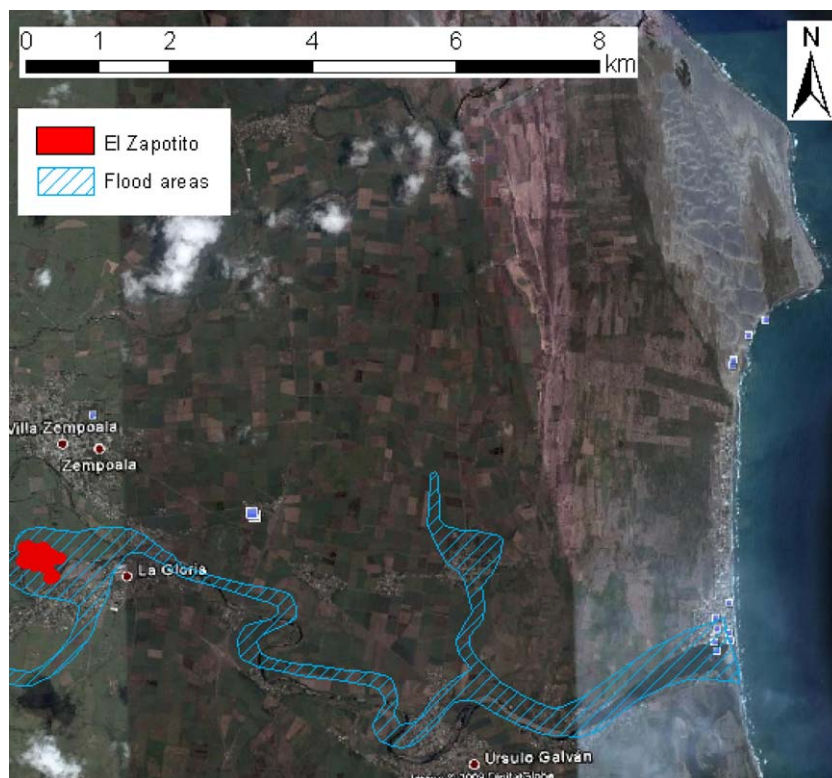 0 1 2 4 6 8
km
N
El Zapotito
Flood areas
Villa Zempoala
Zempoala
La Gloria
Ursulo Galván